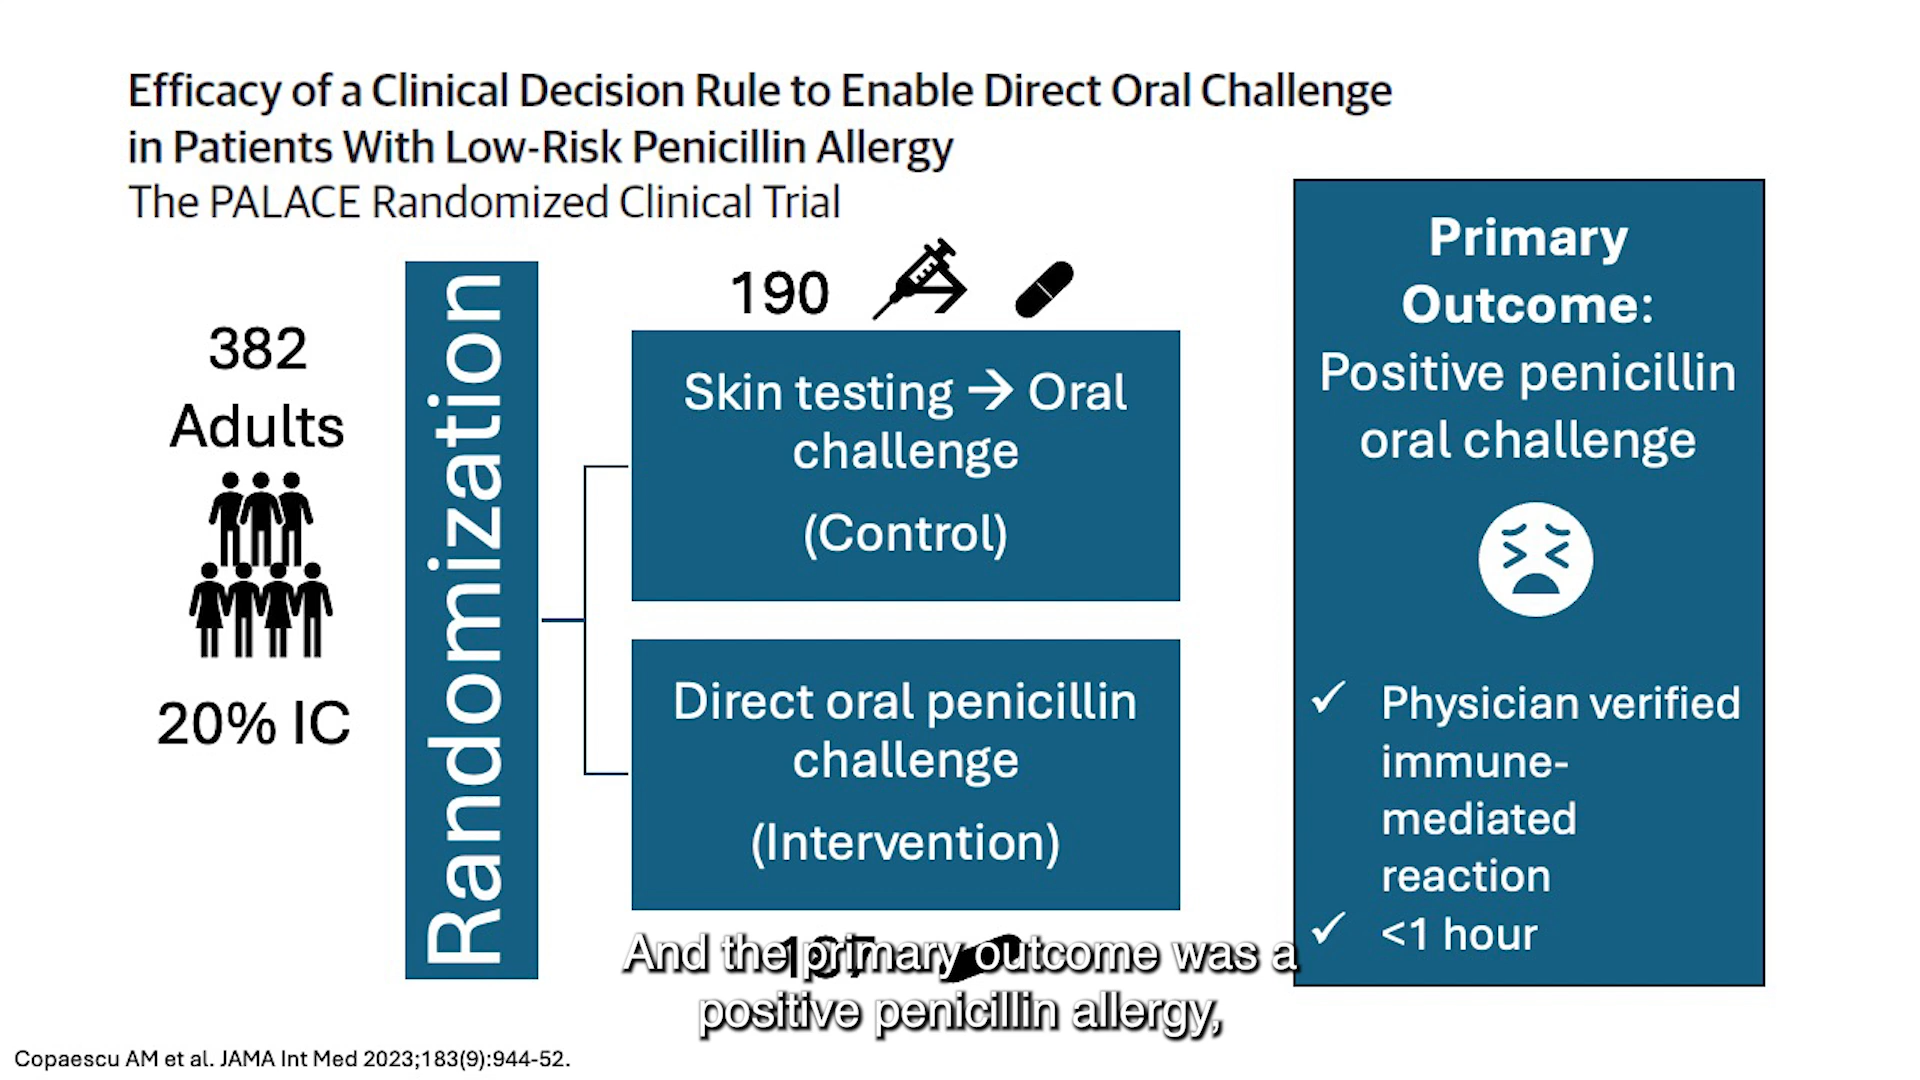 Efficacy of a Clinical Decision Rule to Enable Direct Oral Challenge
in Patients With Low-Risk Penicillin Allergy
The PALACE Randomized Clinical Trial
382
Adults
20% IC
Randomization
190
Skin testing → Oral
challenge
(Control)
Direct oral penicillin
challenge
(Intervention)
Primary
Outcome:
Positive penicillin
oral challenge
✓ Physician verified
immune-
mediated
reaction
✓ <1 hour
And the primary outcome was a
positive penicillin allergy,
Copaescu AM et al. JAMA Int Med 2023;183(9):944-52.